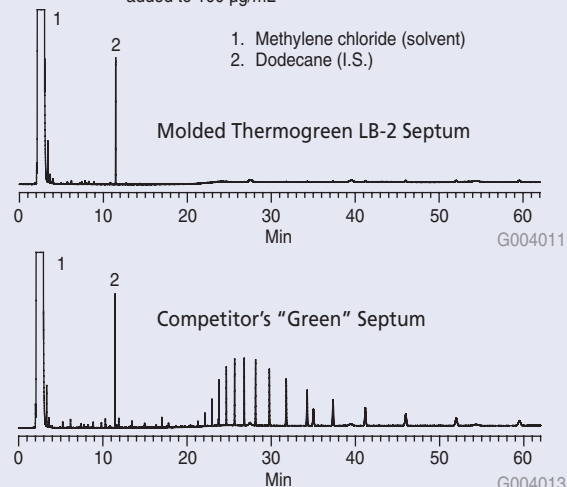 added to 100 µg/mL
1
2
1. Methylene chloride (solvent)
2. Dodecane (I.S.)
Molded Thermogreen LB-2 Septum
0 10 20 30 40 50 60
Min
G004011
1
2
Competitor's “Green” Septum
0 10 20 30 40 50 60
Min
G004013